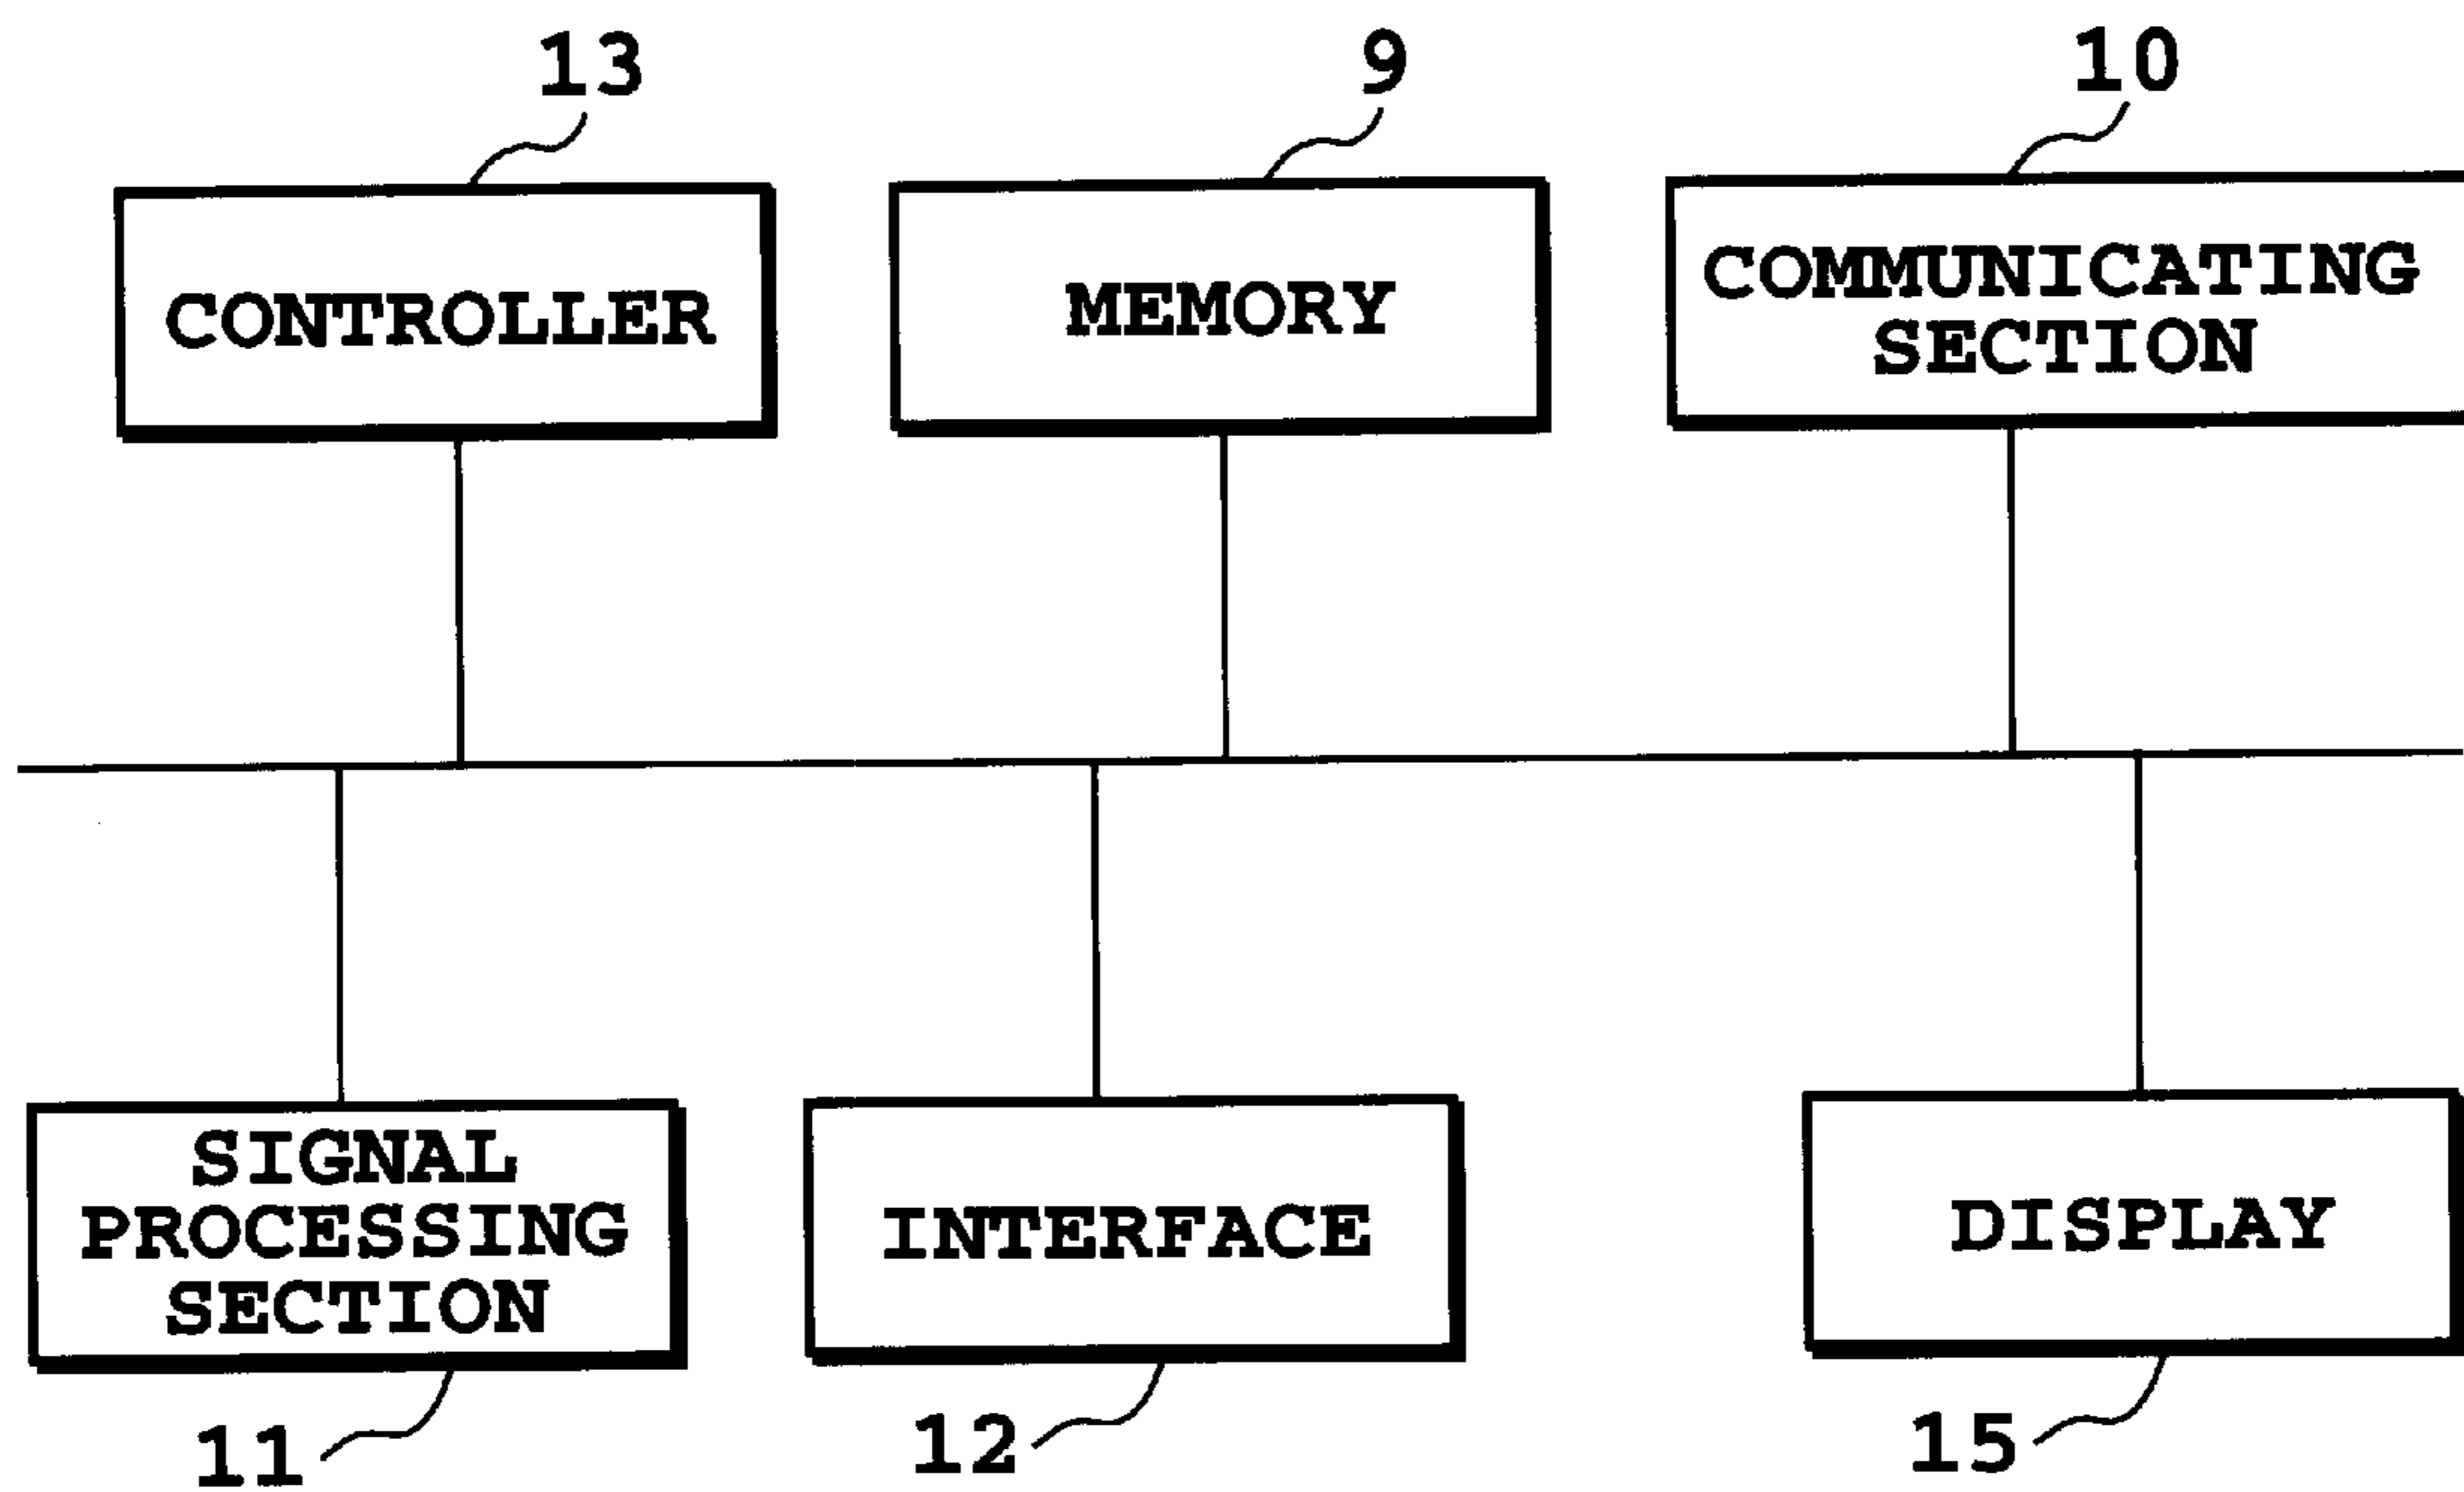 13
9
10
CONTROLLER
MEMORY
COMMUNICATING
SECTION
SIGNAL
PROCESSING
SECTION
INTERFACE
DISPLAY
11
12
15